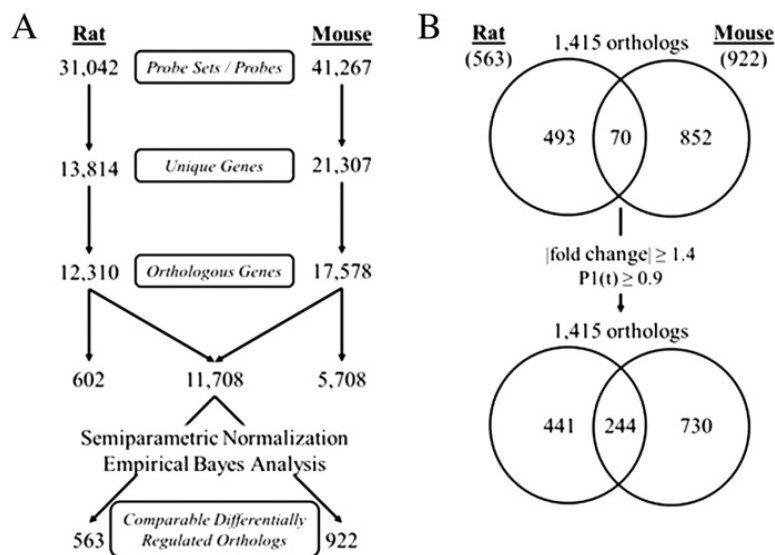 A
Rat
Mouse
31,042
Probe Sets / Probes
41,267
13,814
Unique Genes
21,307
12,310
Orthologous Genes
17,578
602
11,708
5,708
Semiparametric Normalization
Empirical Bayes Analysis
563
Comparable Differentially
Regulated Orthologs
922
B
Rat
(563)
1,415 orthologs
Mouse
(922)
493
70
852
|fold change| ≥ 1.4
P1(t) ≥ 0.9
1,415 orthologs
441
244
730